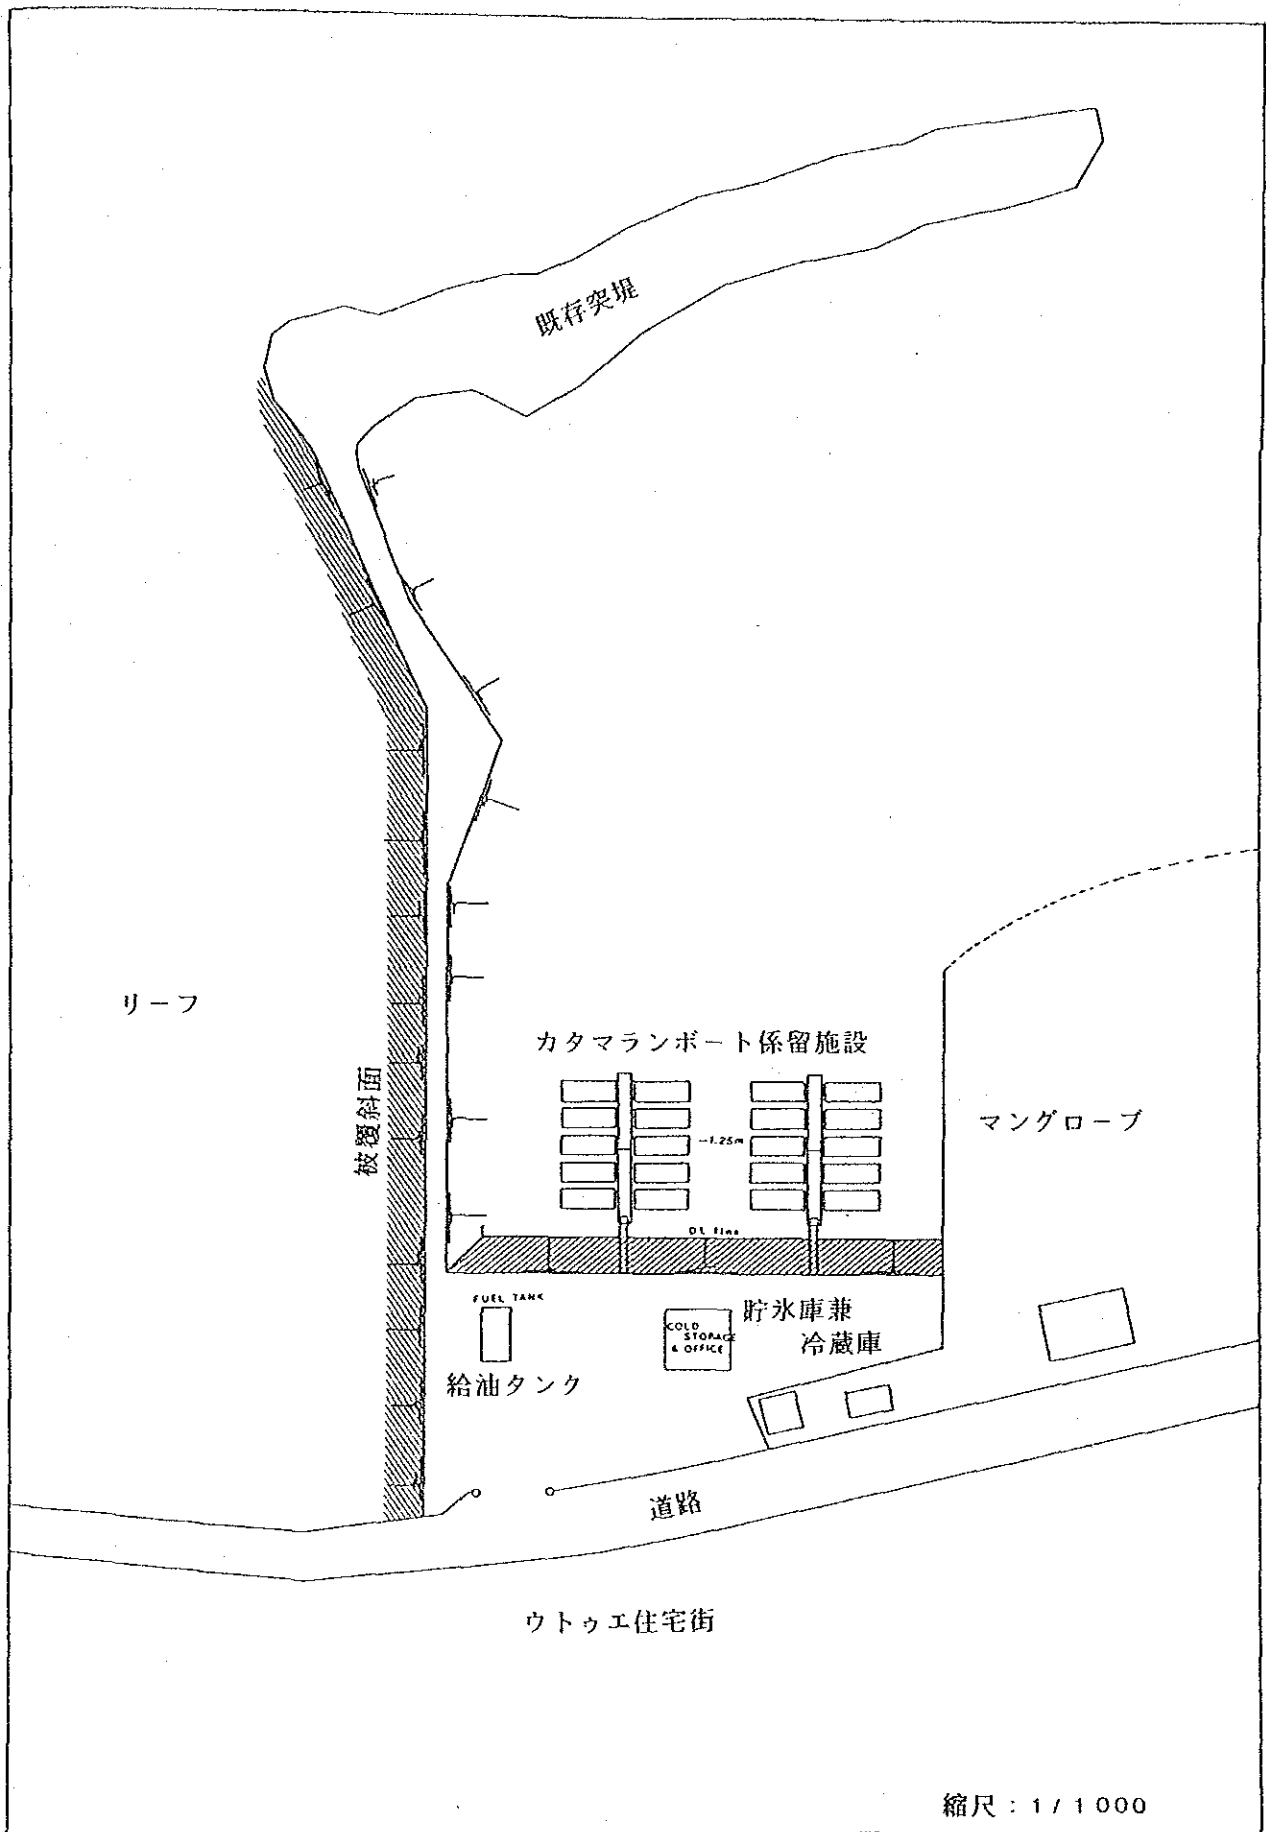 既存突堤
リーフ
カタマランボート係留施設
被覆斜面
-1.25m
マングローブ
DL line
FUEL TANK
給油タンク
COLD
STORAGE
& OFFICE
貯氷庫兼
冷蔵庫
道路
ウトゥエ住宅街
縮尺:1/1000